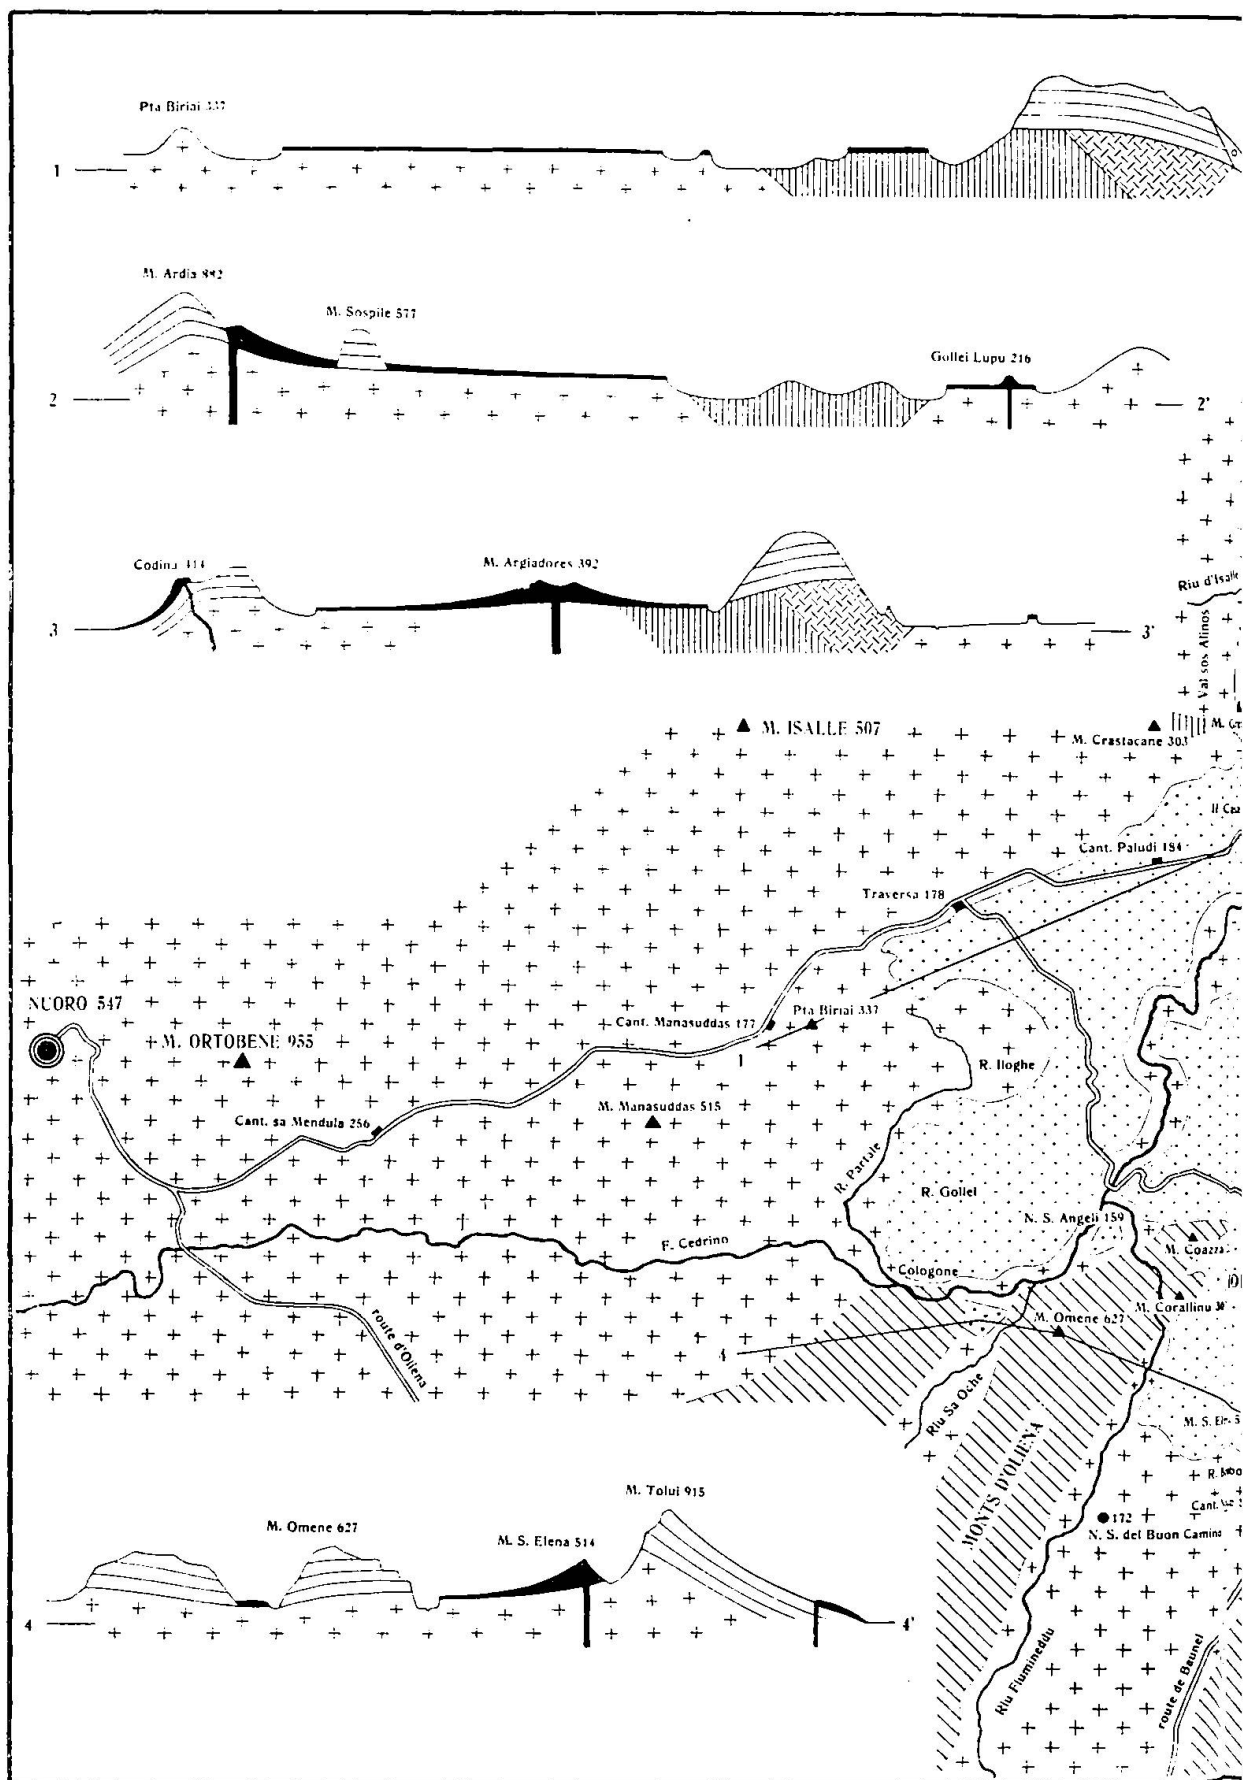 Pta Biriai 337
1
M. Ardia 882
M. Sospile 577
Gollei Lupu 216
2
2'
Codina 414
M. Argiadores 392
Riu d'Isalle
3
3'
Val sos Alinos
M. ISALLE 507
M. Crastacane 303
Cant. Paludi 184
Traversa 178
NUORO 547
Cant. Manasuddas 177
Pta Biriai 337
M. ORTOBENE 955
1
R. Iloghe
M. Manasuddas 515
Cant. sa Mendula 256
R. Partale
R. Gollei
N. S. Angeli 159
F. Cedrino
M. Coazza
Cologone
M. Corallinu
M. Omene 627
route d'Oliena
4
Riu Sa Oche
MONTS D'OLIENA
172
N. S. del Buon Camino
M. Tolui 915
M. Omene 627
M. S. Elena 514
4
4'
Riu Flumineddu
route de Baunei